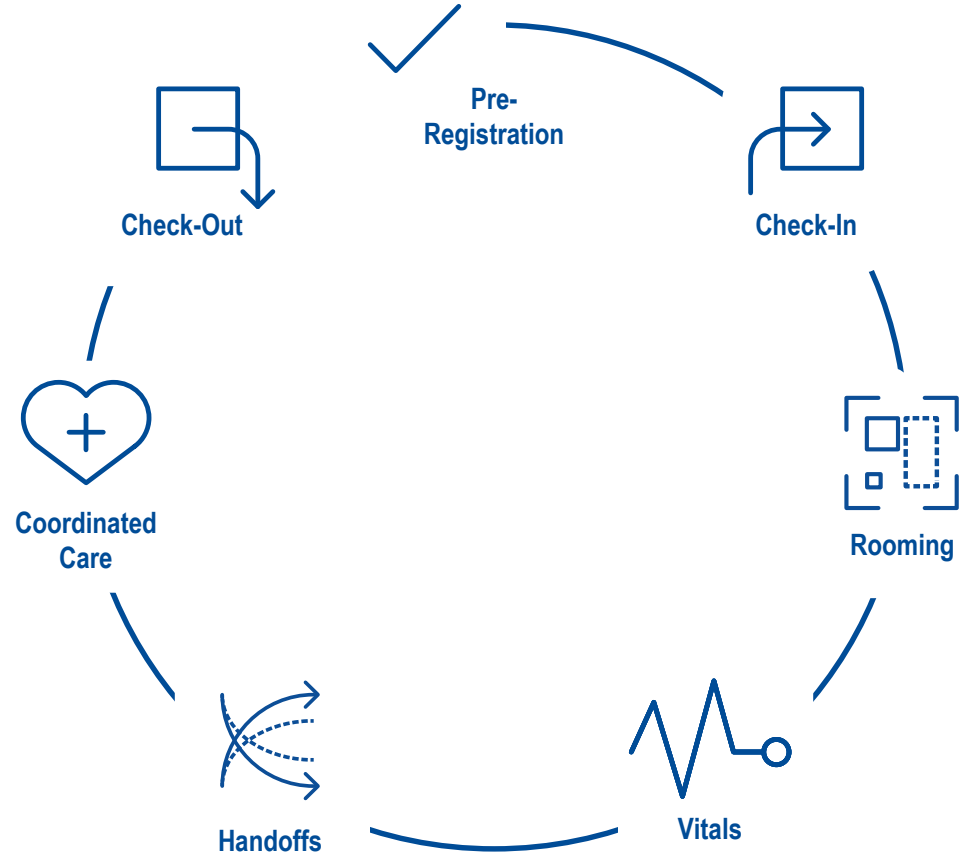 Pre-
Registration
Check-In
Rooming
Vitals
Handoffs
Coordinated
Care
Check-Out